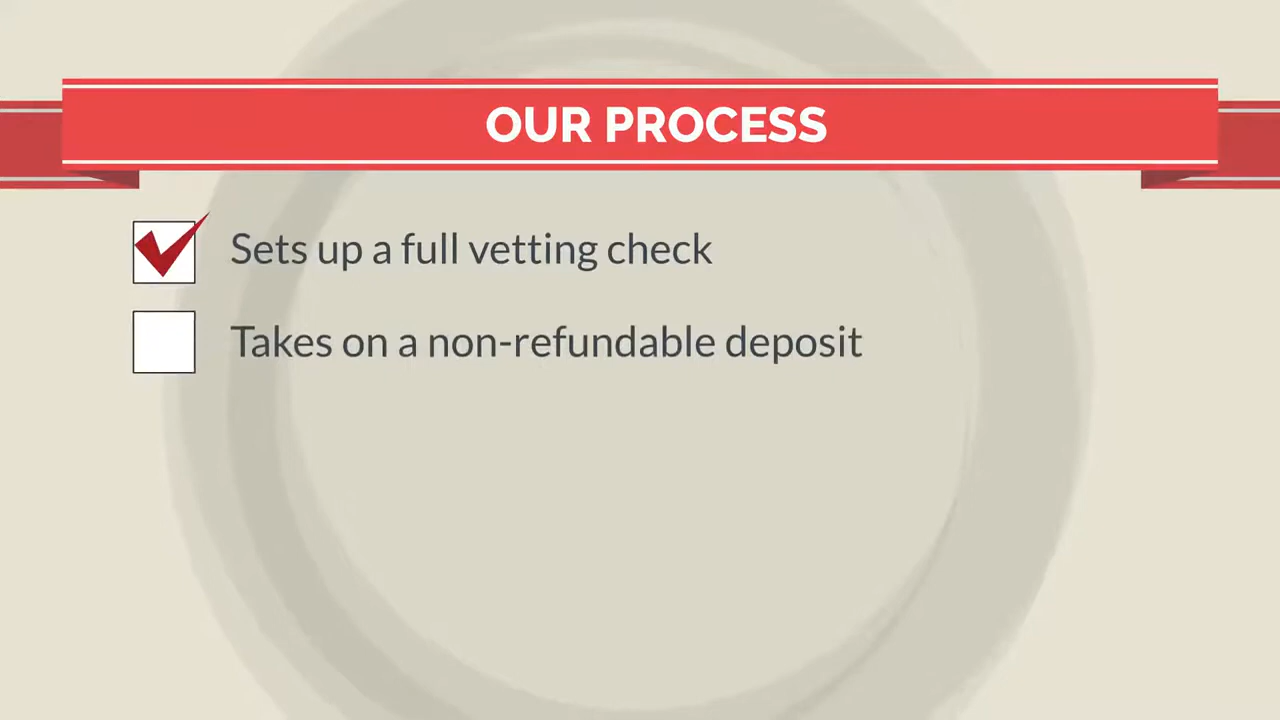 OUR PROCESS
Sets up a full vetting check
Takes on a non-refundable deposit